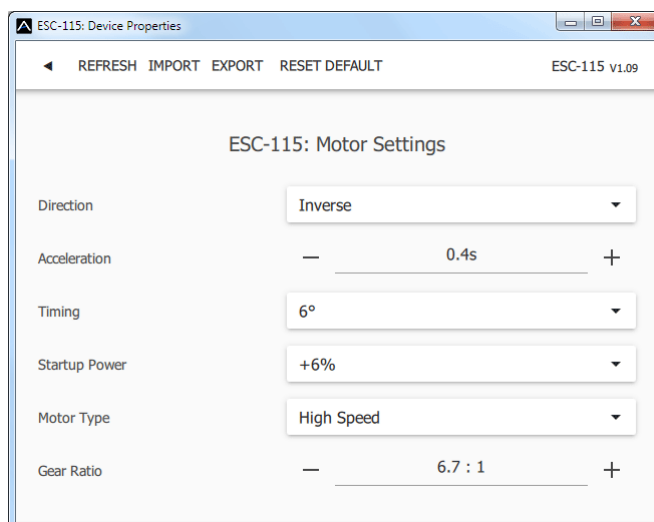 ESC-115: Device Properties
REFRESH IMPORT EXPORT RESET DEFAULT ESC-115 V1.09
ESC-115: Motor Settings
Direction Inverse
Acceleration — 0.4s +
Timing 6°
Startup Power +6%
Motor Type High Speed
Gear Ratio — 6.7 : 1 +